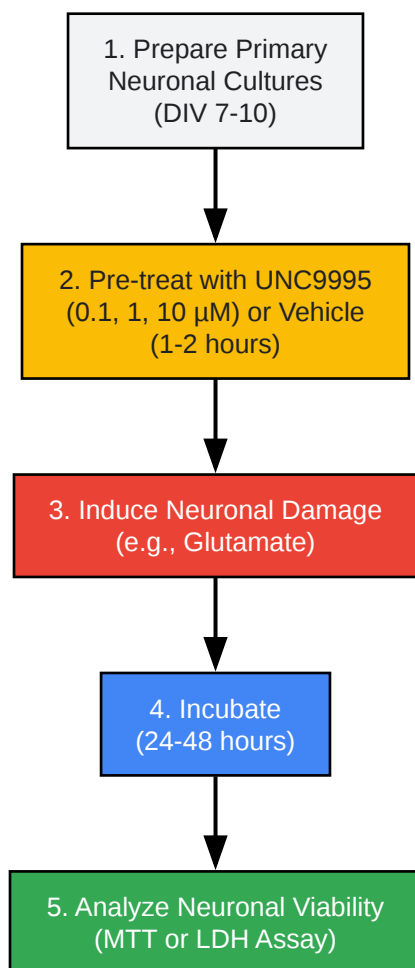 1. Prepare Primary
Neuronal Cultures
(DIV 7-10)
2. Pre-treat with UNC9995
(0.1, 1, 10 µM) or Vehicle
(1-2 hours)
3. Induce Neuronal Damage
(e.g., Glutamate)
4. Incubate
(24-48 hours)
5. Analyze Neuronal Viability
(MTT or LDH Assay)